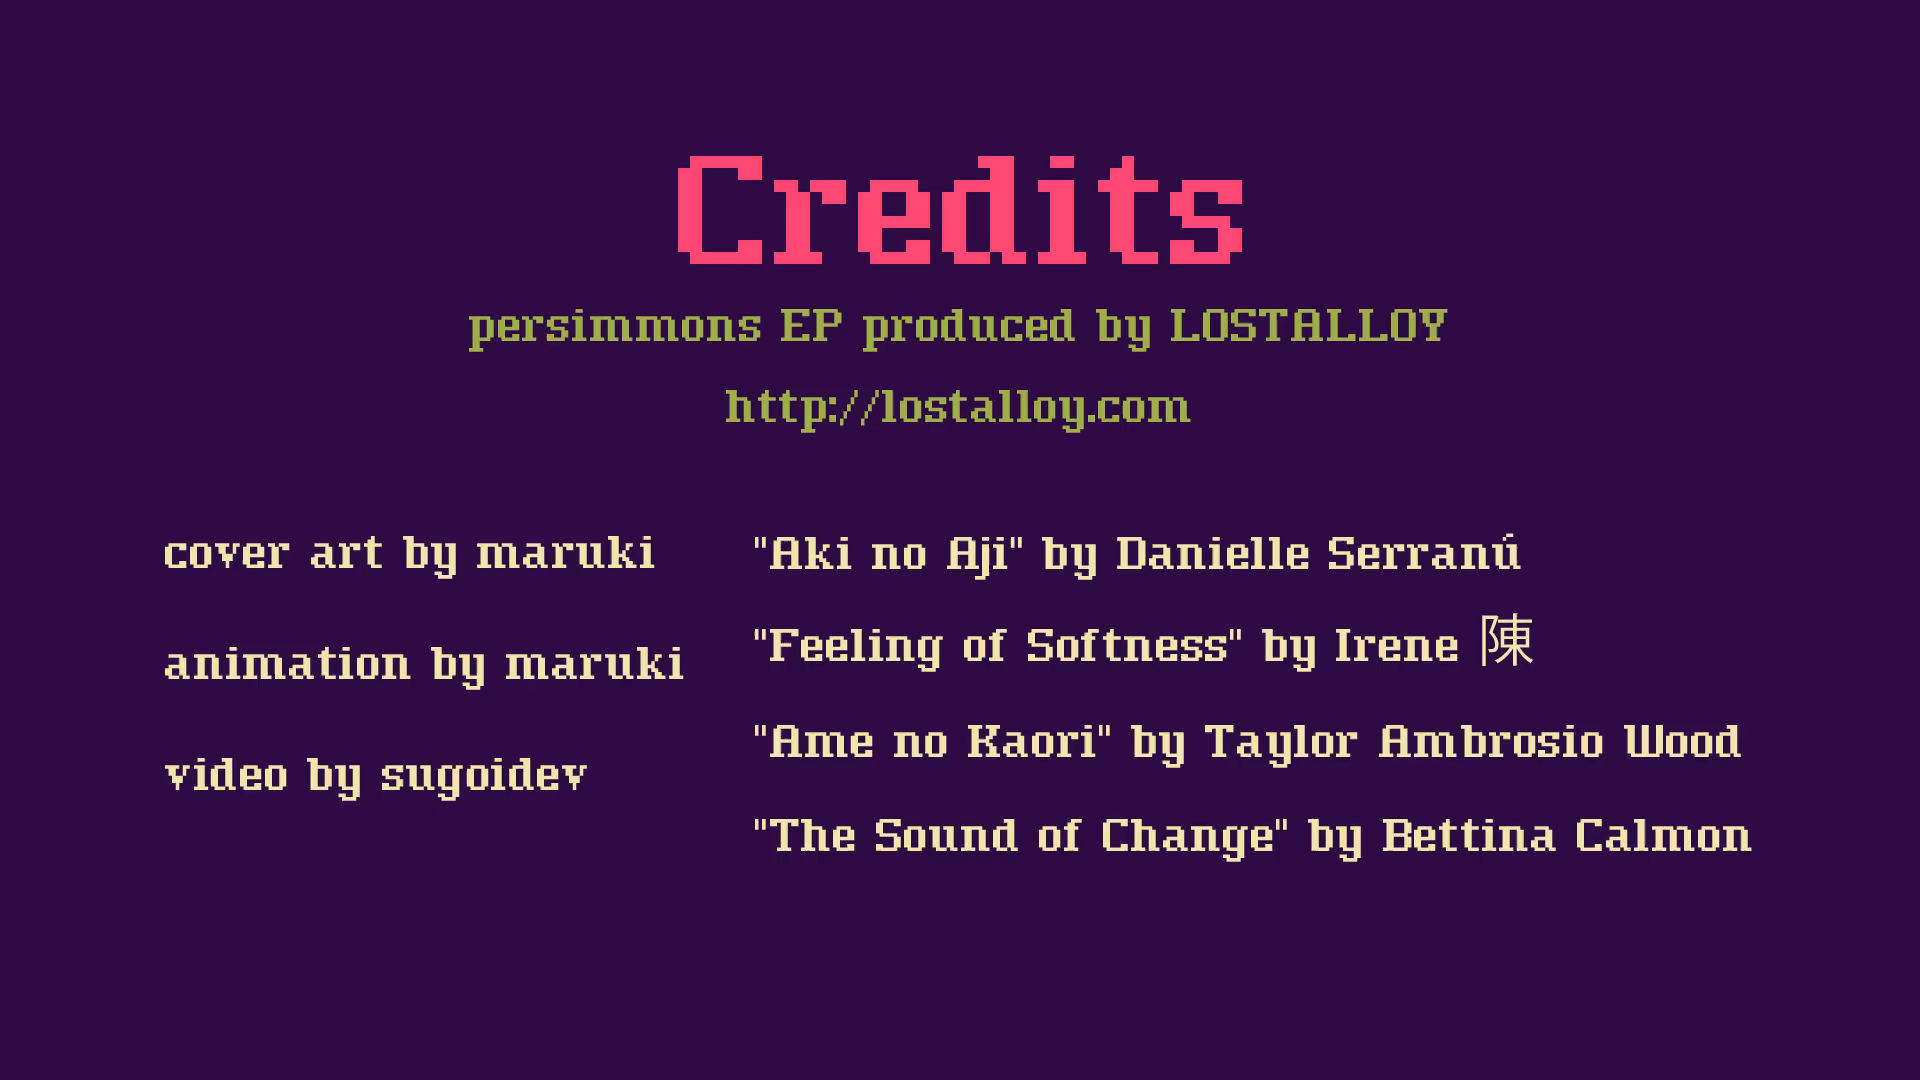 Credits
persimmons EP produced by LOSTALLOY
http://lostalloy.com
cover art by maruki
animation by maruki
video by sugoidev
"Aki no Aji" by Danielle Serranú
"Feeling of Softness" by Irene 陳
"Ame no Kaori" by Taylor Ambrosio Wood
"The Sound of Change" by Bettina Calmon